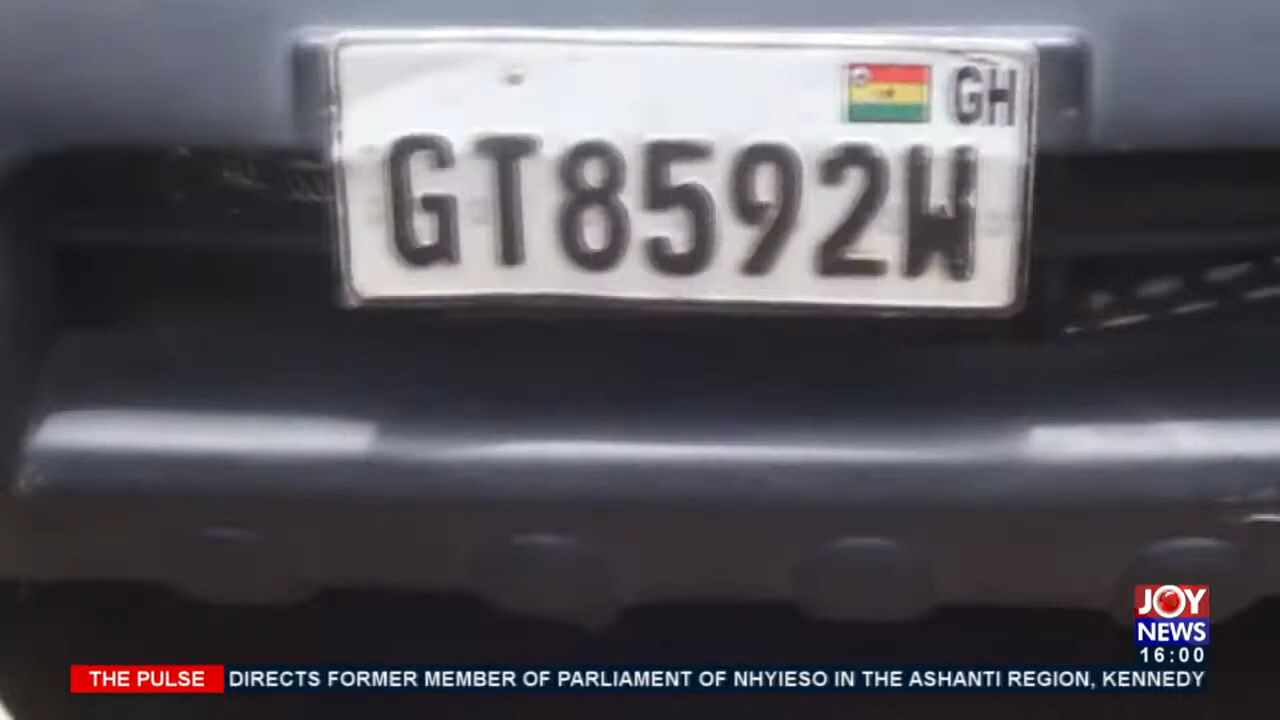 GH
GT8592W
JOY
NEWS
16:00
THE PULSE DIRECTS FORMER MEMBER OF PARLIAMENT OF NHYIESO IN THE ASHANTI REGION, KENNEDY